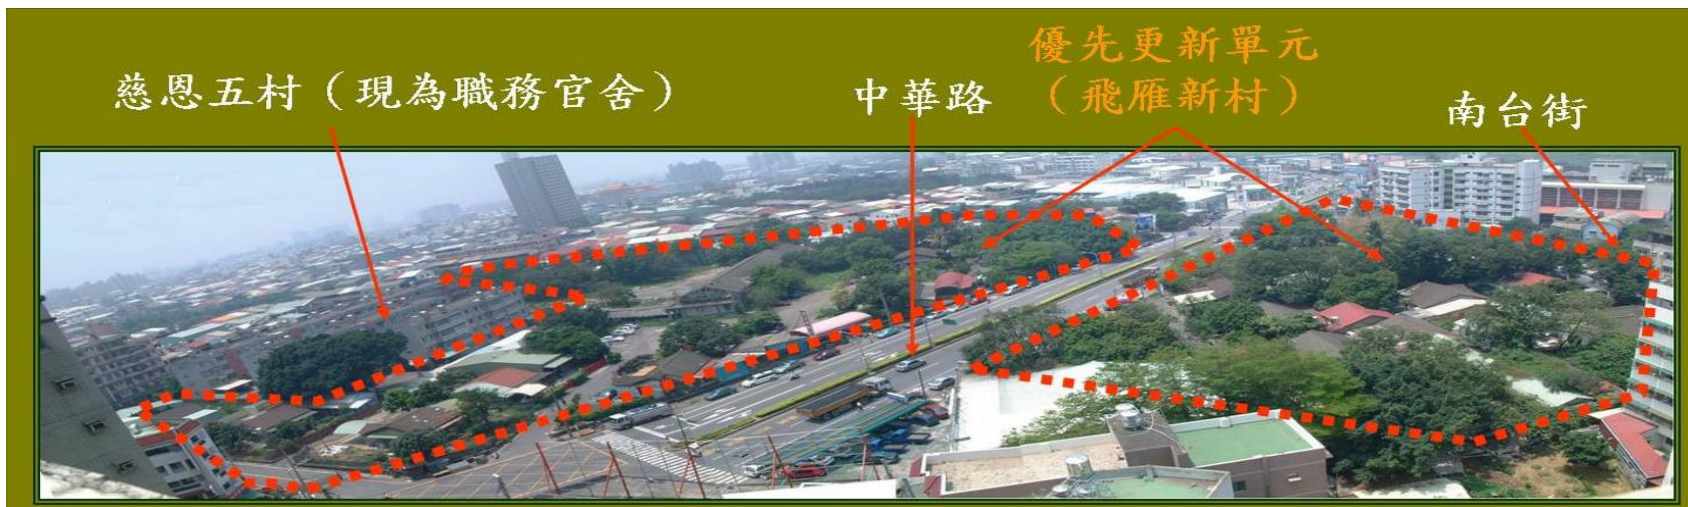 慈恩五村（現為職務官舍）
中華路
優先更新單元
（飛雁新村）
南台街